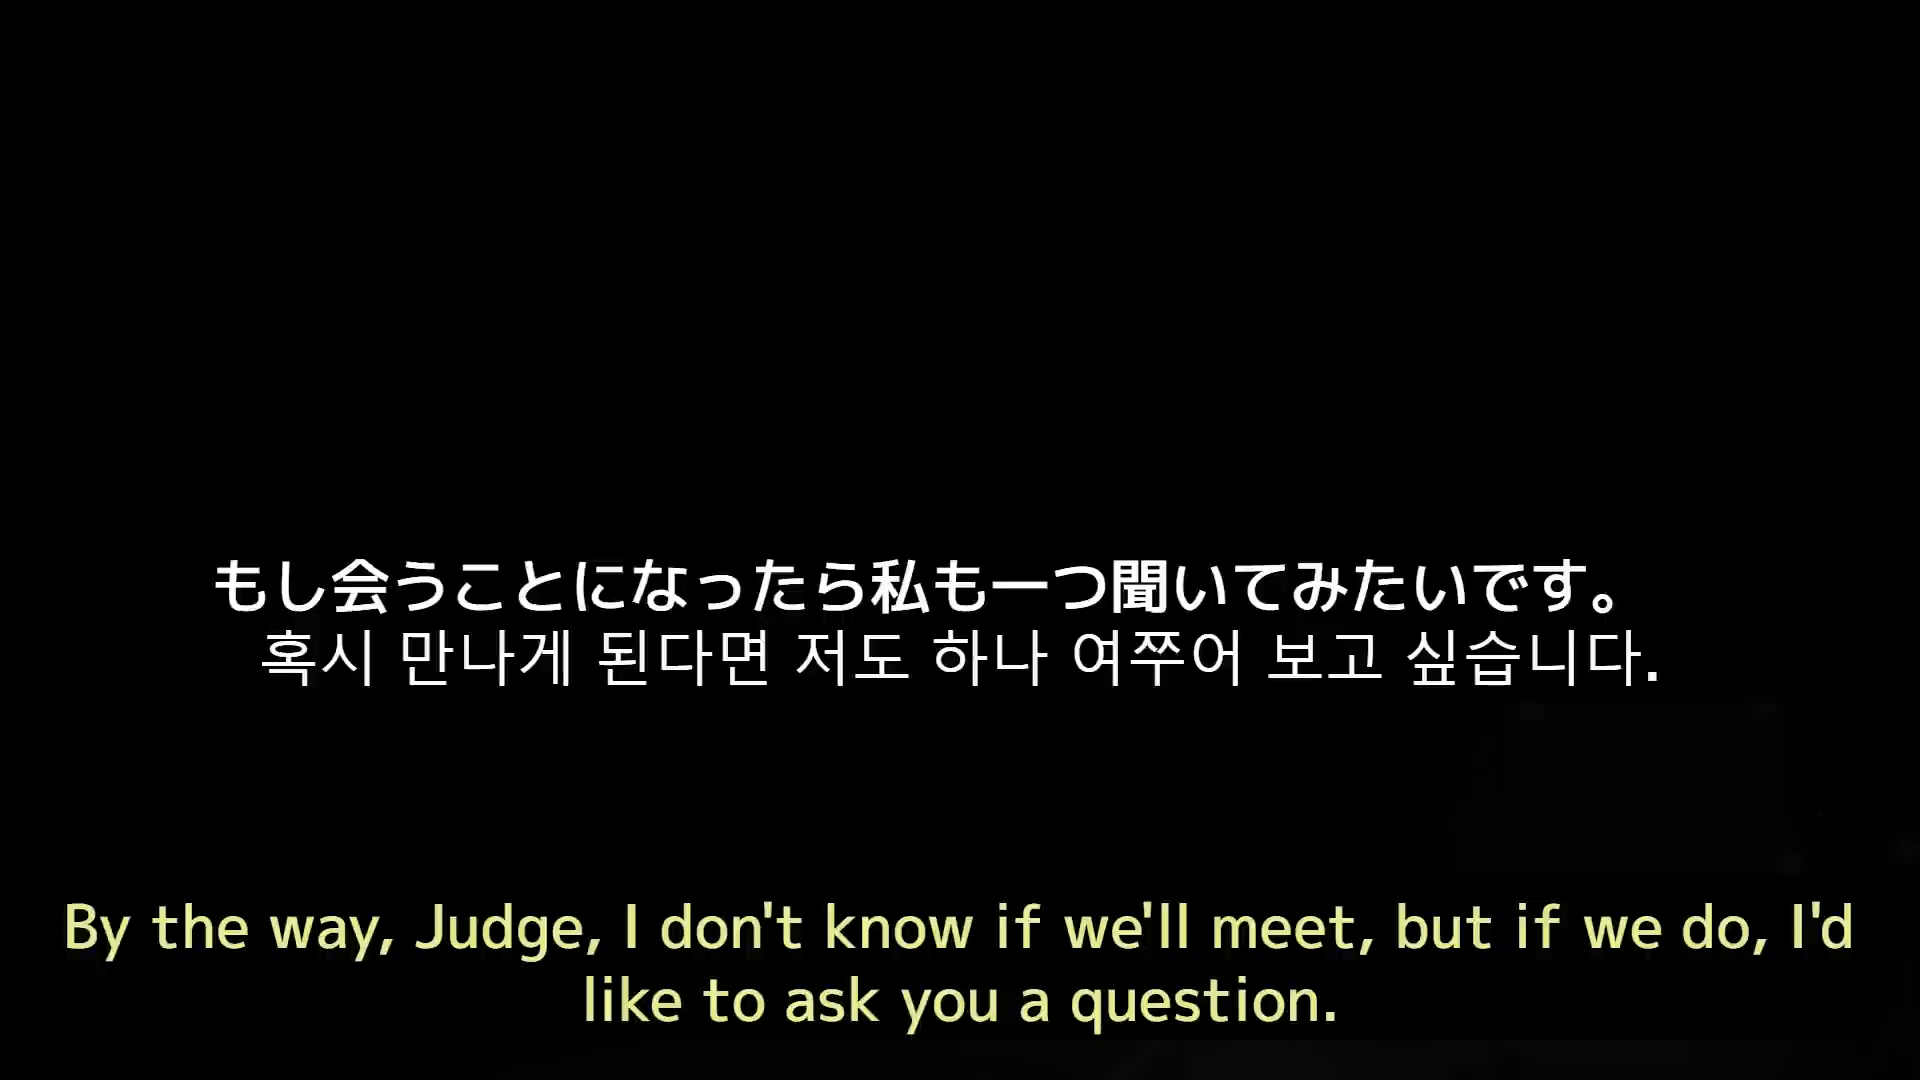 もし会うことになったら私も一つ聞いてみたいです。
혹시 만나게 된다면 저도 하나 여쭈어 보고 싶습니다.
By the way, Judge, I don't know if we'll meet, but if we do, I'd
like to ask you a question.